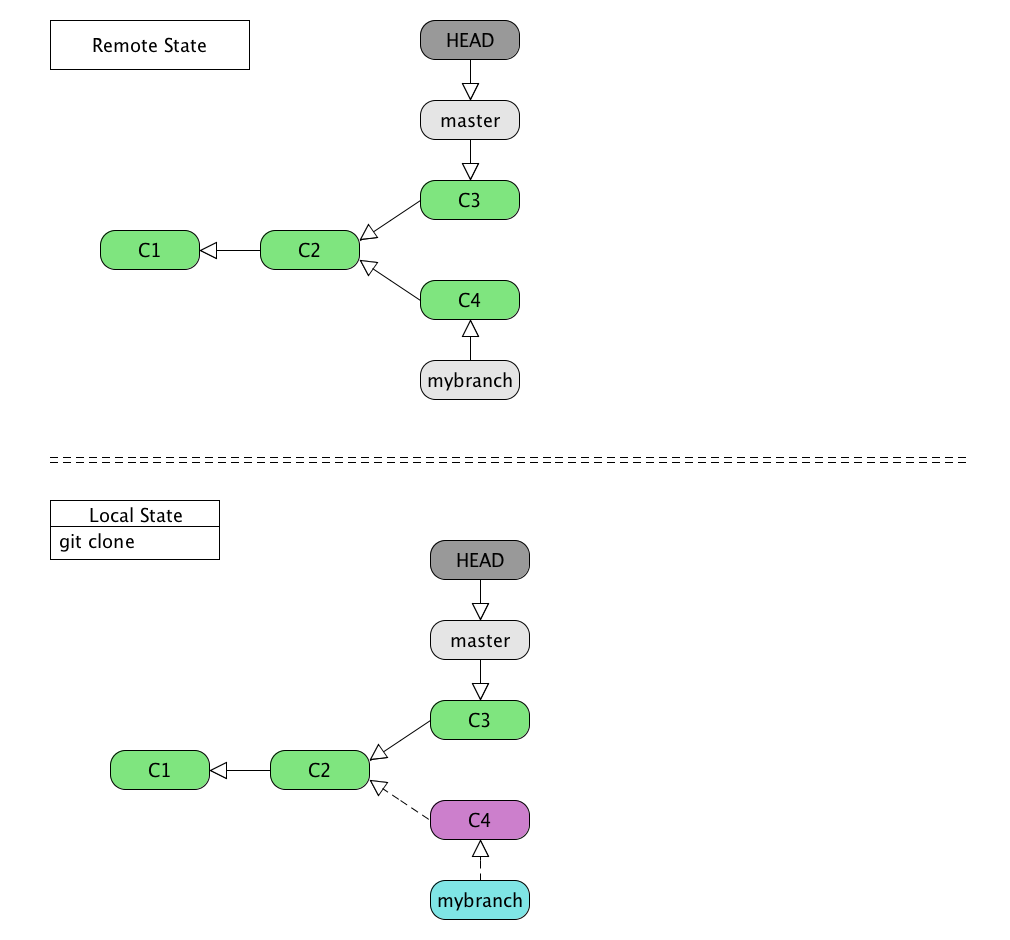 Remote State
HEAD
master
C3
C1
C2
C4
mybranch
Local State
git clone
HEAD
master
C3
C1
C2
C4
mybranch